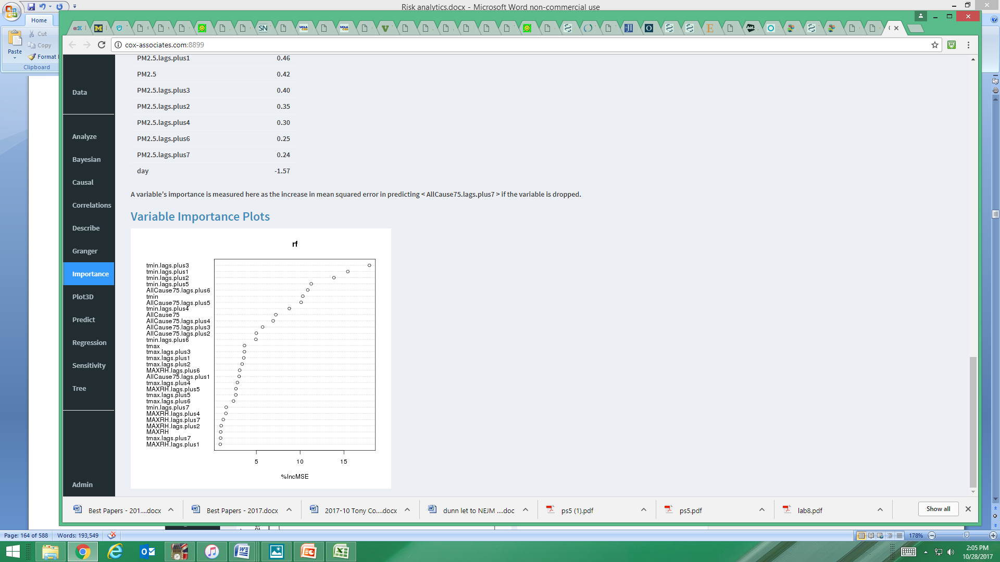 Risk analytics.docx - Microsoft Word non-commercial use
Home
Cut
Copy
Paste
Format
Clipboard
cox-associates.com:8899
Data
Analyze
Bayesian
Causal
Correlations
Describe
Granger
Importance
Plot3D
Predict
Regression
Sensitivity
Tree
Admin
PM2.5.lags.plus1 0.46
PM2.5 0.42
PM2.5.lags.plus3 0.40
PM2.5.lags.plus2 0.35
PM2.5.lags.plus4 0.30
PM2.5.lags.plus6 0.25
PM2.5.lags.plus7 0.24
day -1.57
A variable's importance is measured here as the increase in mean squared error in predicting < AllCause75.lags.plus7 > if the variable is dropped.
Variable Importance Plots
rf
tmin.lags.plus3
tmin.lags.plus1
tmin.lags.plus2
tmin.lags.plus5
AllCause75.lags.plus6
tmin
AllCause75.lags.plus5
tmin.lags.plus4
AllCause75
AllCause75.lags.plus4
AllCause75.lags.plus3
AllCause75.lags.plus2
tmin.lags.plus6
tmax
tmax.lags.plus3
tmax.lags.plus1
tmax.lags.plus2
MAXRH.lags.plus6
AllCause75.lags.plus1
tmax.lags.plus4
MAXRH.lags.plus5
tmax.lags.plus5
tmax.lags.plus6
tmin.lags.plus7
MAXRH.lags.plus4
MAXRH.lags.plus7
MAXRH.lags.plus2
MAXRH
tmax.lags.plus7
MAXRH.lags.plus1
5 10 15
%IncMSE
Best Papers - 201....docx
Best Papers - 2017.docx
2017-10 Tony Co....docx
dunn let to NEJM ....doc
ps5 (1).pdf
ps5.pdf
lab8.pdf
Show all
Page: 164 of 588 Words: 193,549
178%
2:05 PM
10/28/2017